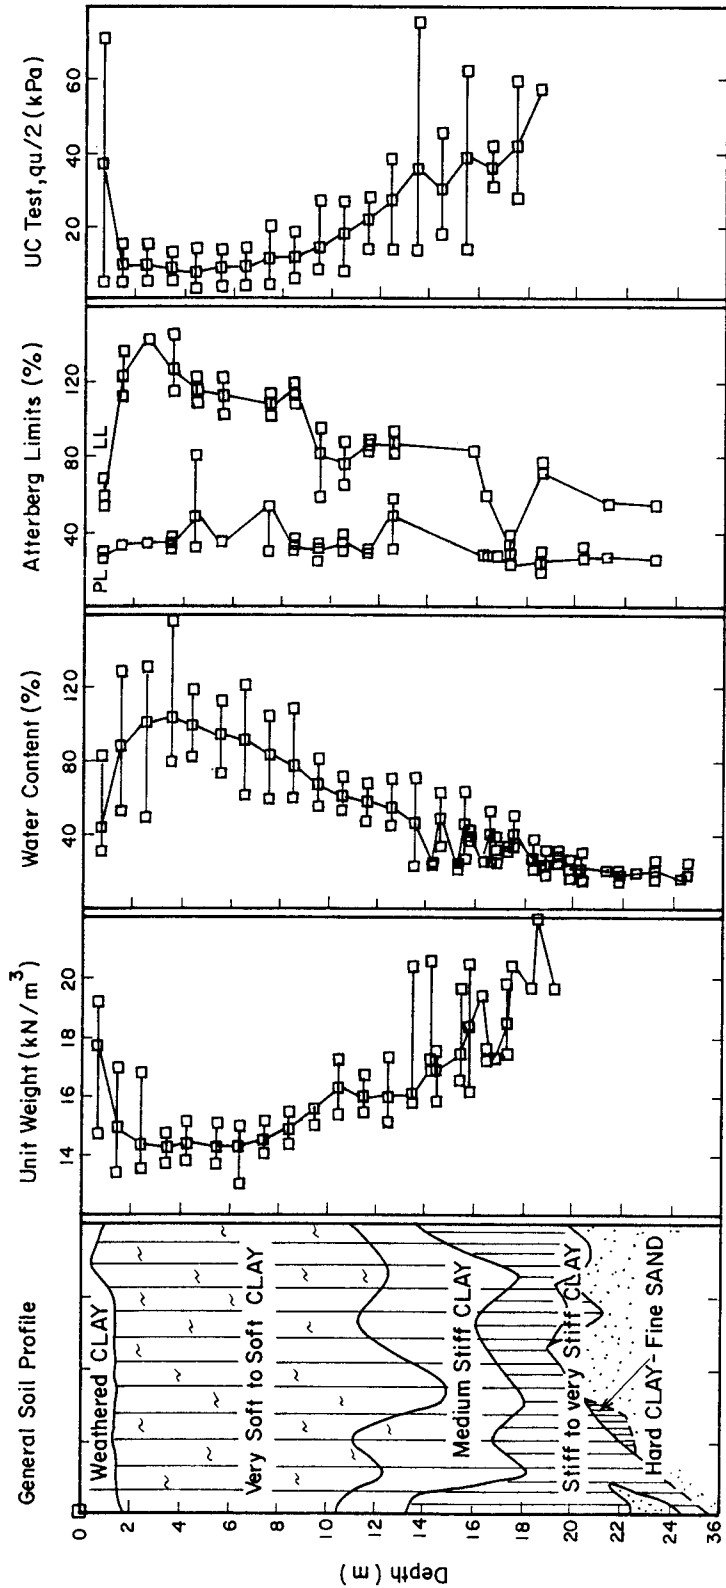 General Soil Profile
Unit Weight (kN/m³)
Water Content (%)
Atterberg Limits (%)
UC Test, qu/2 (kPa)
14
16
18
20
40
80
120
40
80
120
20
40
60
PL
LL
Weathered CLAY
Very Soft to Soft CLAY
Medium Stiff CLAY
Stiff to very Stiff CLAY
Hard CLAY-Fine SAND
0
2
4
6
8
10
12
14
16
18
20
22
24
36
Depth (m)